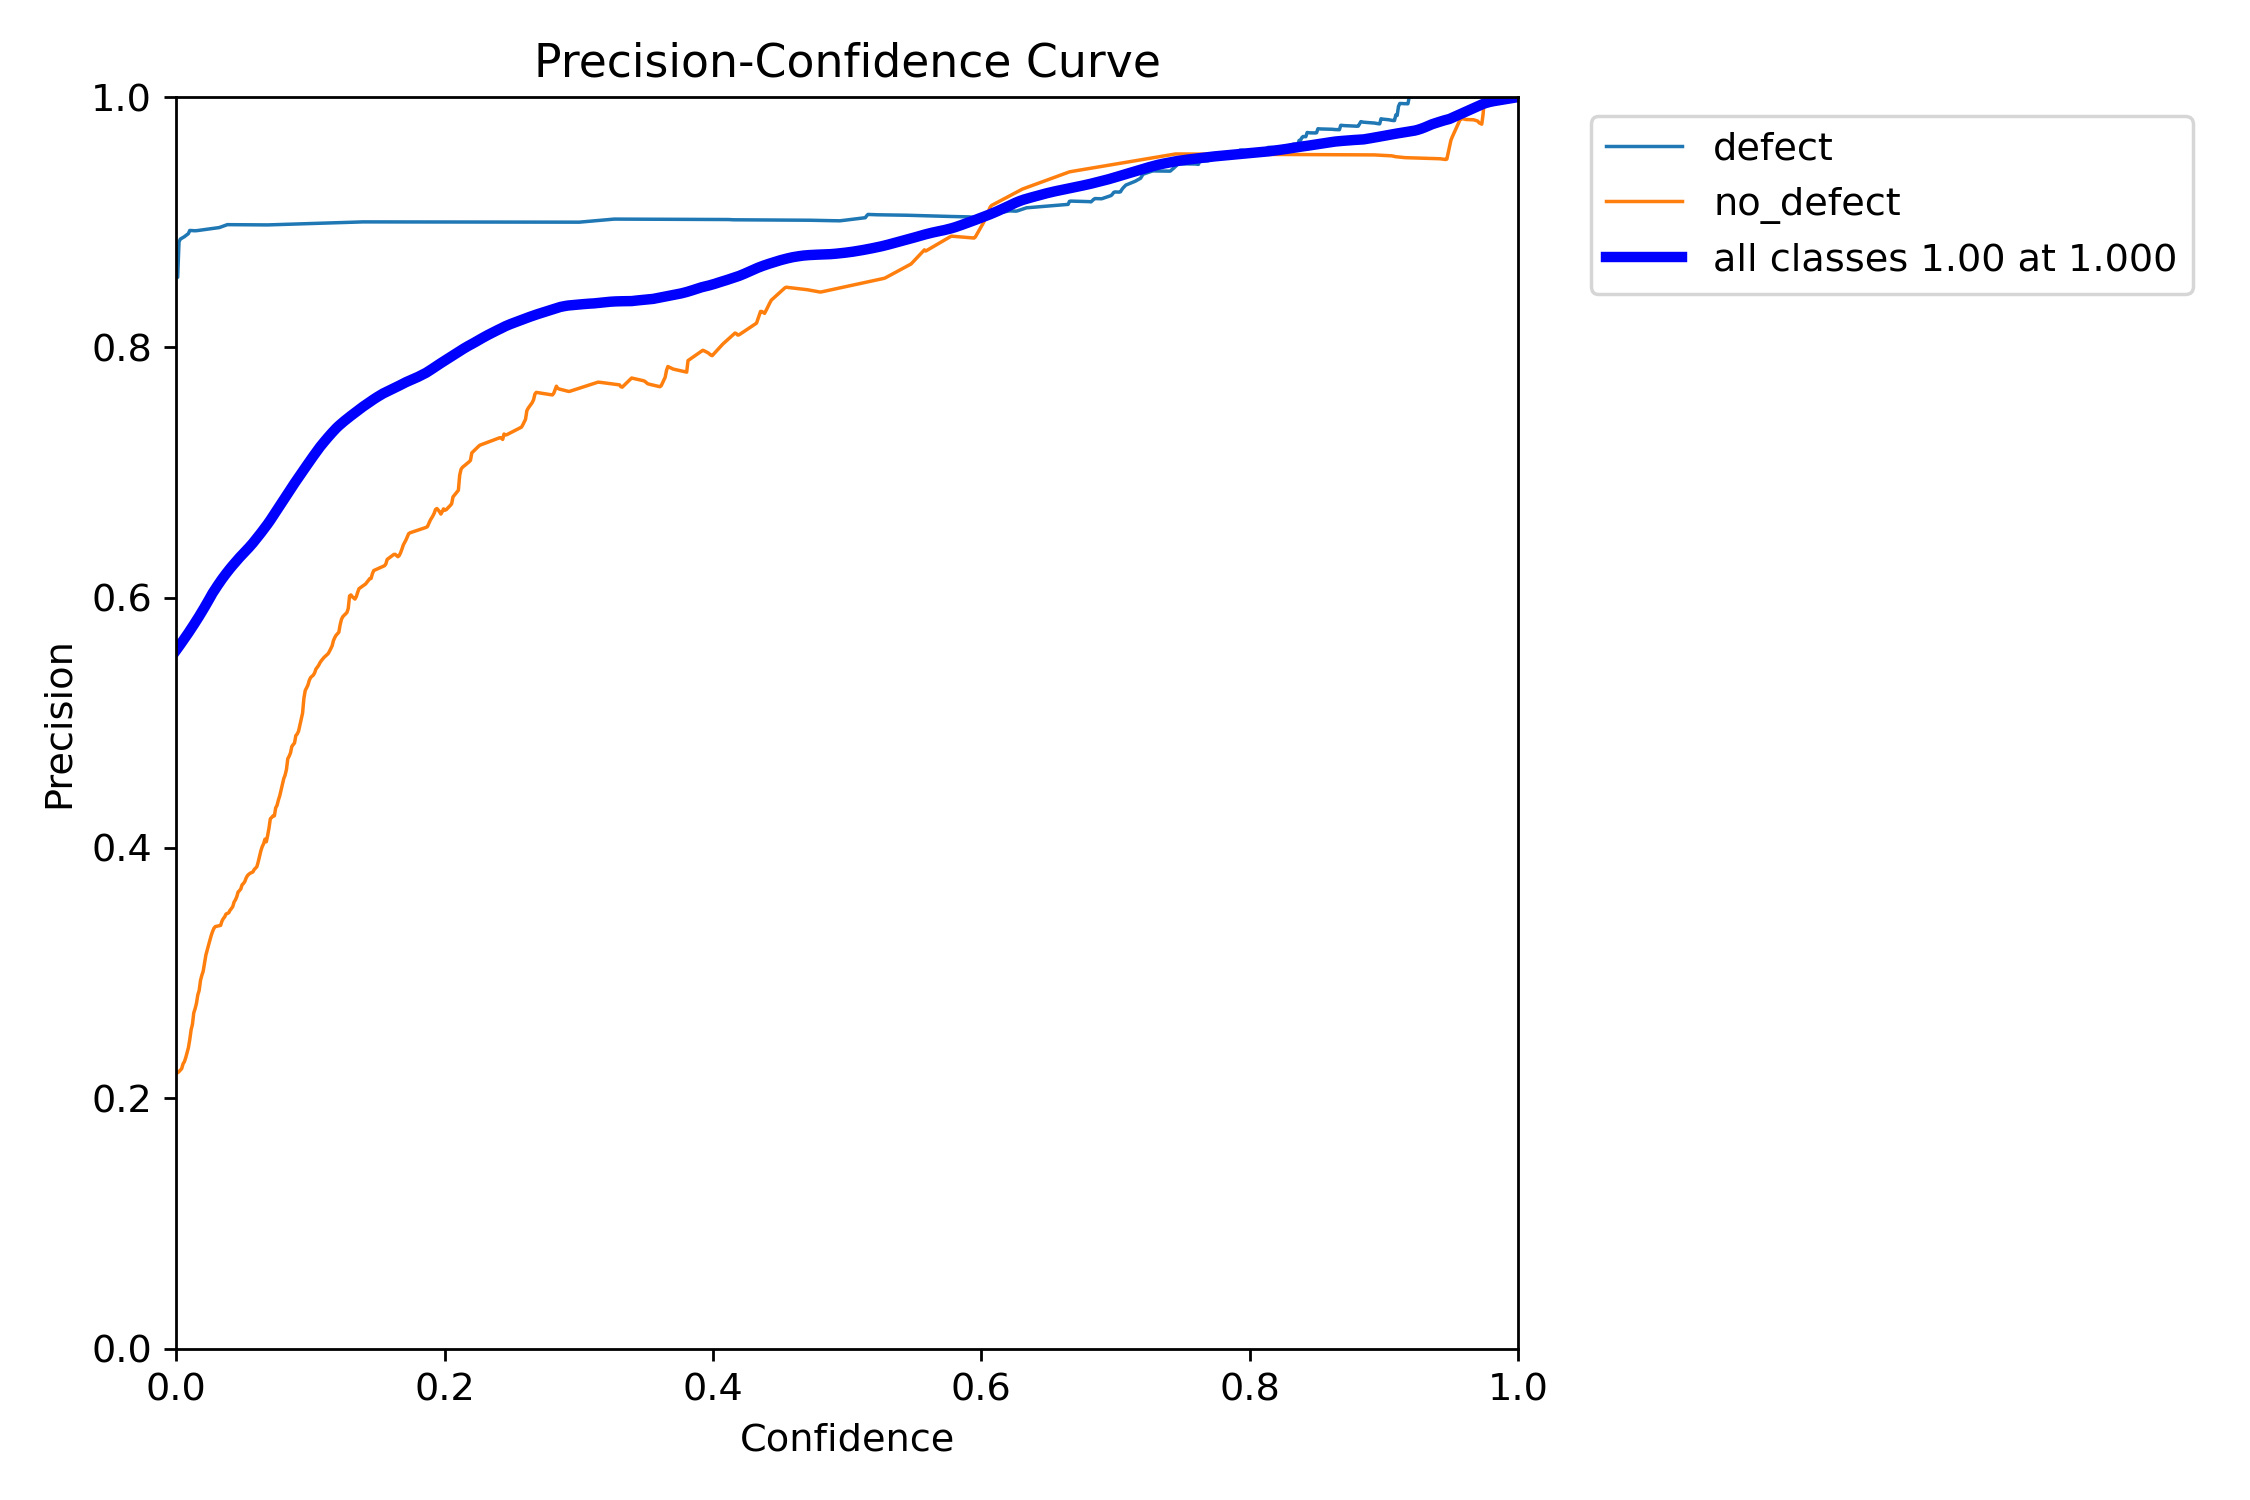 Precision-Confidence Curve
1.0
0.8
0.6
0.4
0.2
0.0
Precision
0.0 0.2 0.4 0.6 0.8 1.0
Confidence
defect
no_defect
all classes 1.00 at 1.000